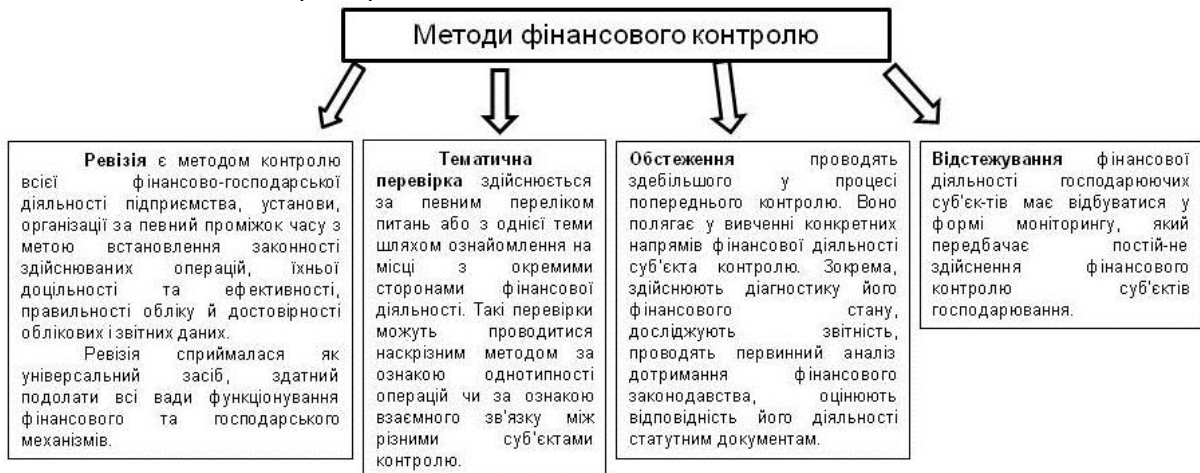 Методи фінансового контролю
Ревізія є методом контролю
всієї фінансово-господарської
діяльності підприємства, установи,
організації за певний проміжок часу з
метою встановлення законності
здійснюваних операцій, їхньої
доцільності та ефективності,
правильності обліку й достовірності
облікових і звітних даних.
Ревізія сприймалася як
універсальний засіб, здатний
подолати всі вади функціонування
фінансового та господарського
механізмів.
Тематична
перевірка здійснюється
за певним переліком
питань або з однієї теми
шляхом ознайомлення на
місці з окремими
сторонами фінансової
діяльності. Такі перевірки
можуть проводитися
наскрізним методом за
ознакою однотипності
операцій чи за ознакою
взаємного зв'язку між
різними суб'єктами
контролю.
Обстеження проводять
здебільшого у процесі
попереднього контролю. Воно
полягає у вивченні конкретних
напрямів фінансової діяльності
суб'єкта контролю. Зокрема,
здійснюють діагностику його
фінансового стану,
досліджують звітність,
проводять первинний аналіз
дотримання фінансового
законодавства, оцінюють
відповідність його діяльності
статутним документам.
Відстежування фінансової
діяльності господарюючих
суб'єк-тів має відбуватися у
формі моніторингу, який
передбачає постій-не
здійснення фінансового
контролю суб'єктів
господарювання.